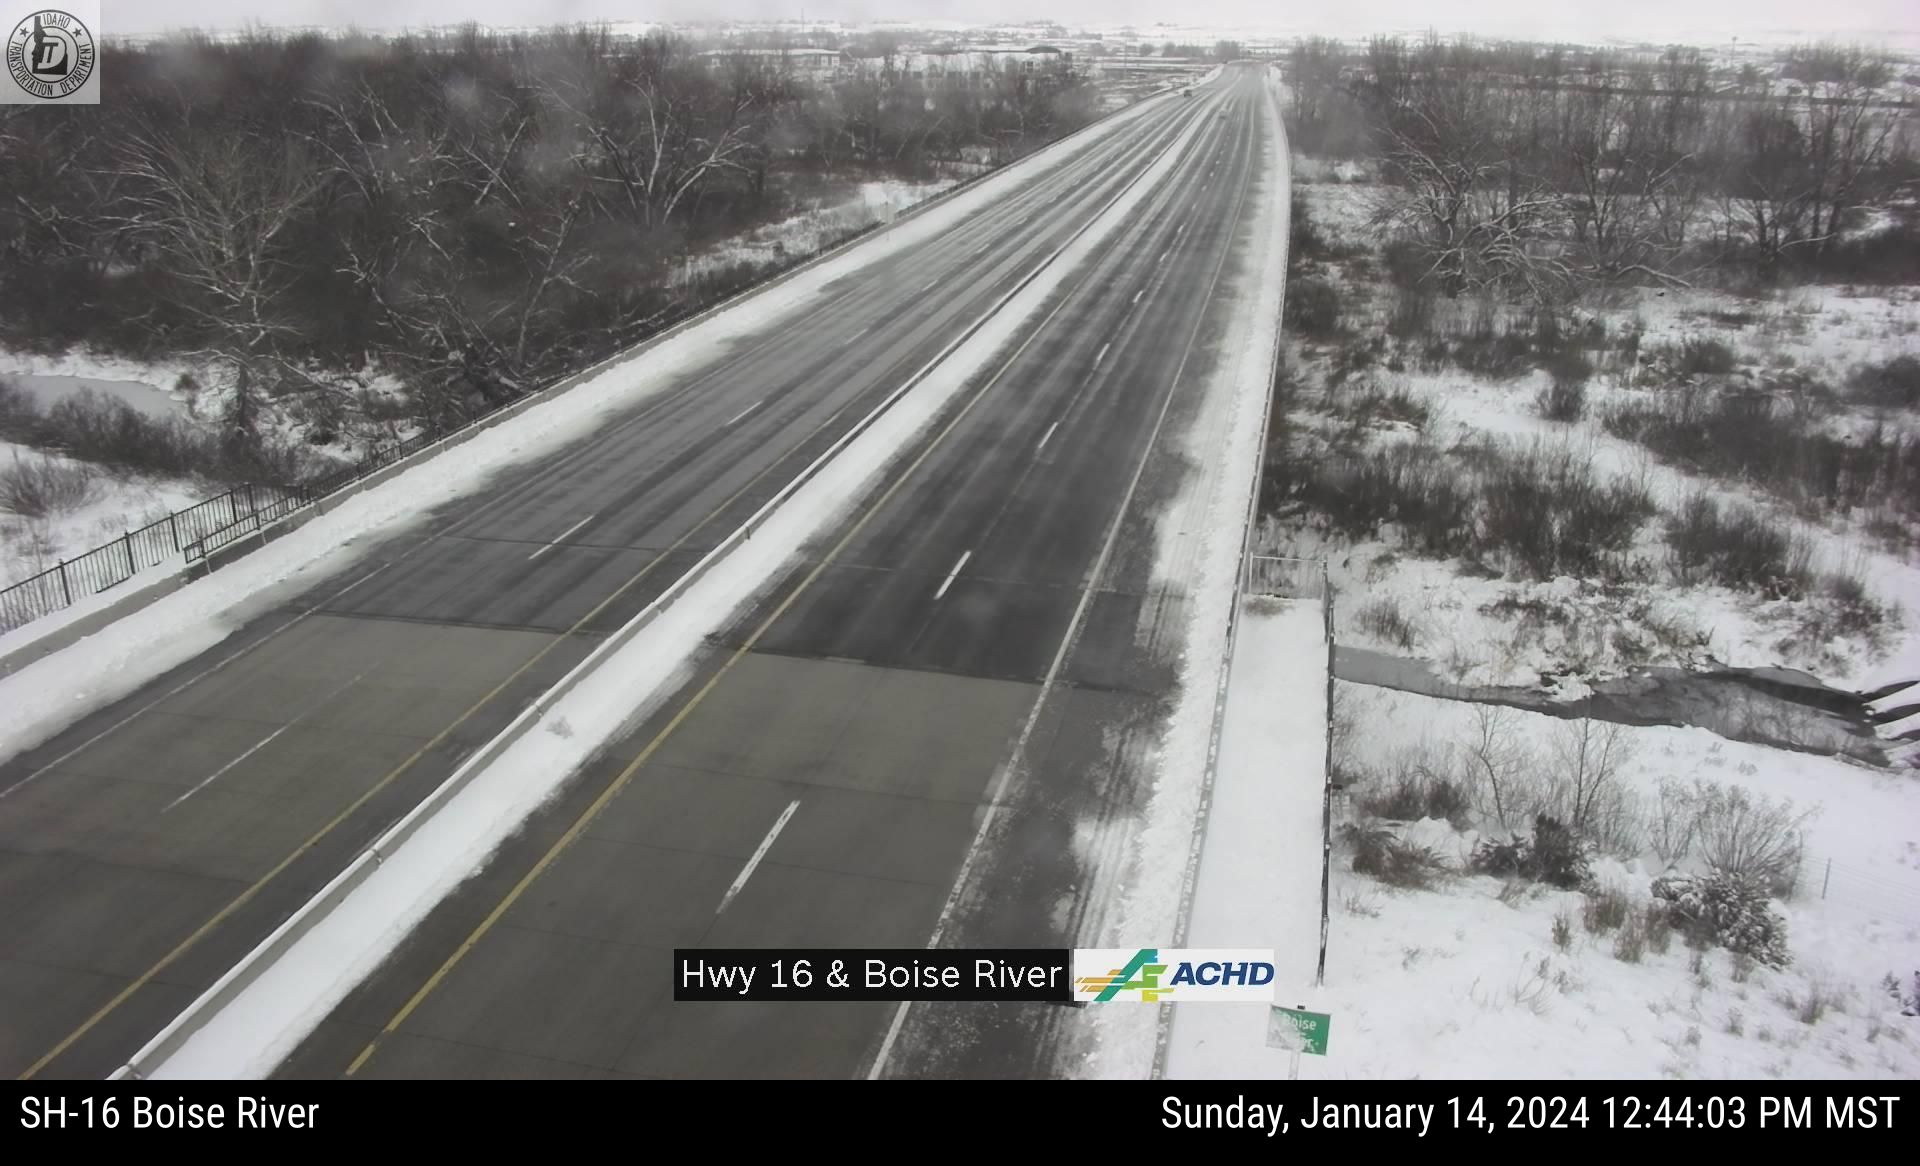 IDAHO
TRANSPORTATION DEPARTMENT
Hwy 16 & Boise River
ACHD
Boise
SH-16 Boise River
Sunday, January 14, 2024 12:44:03 PM MST